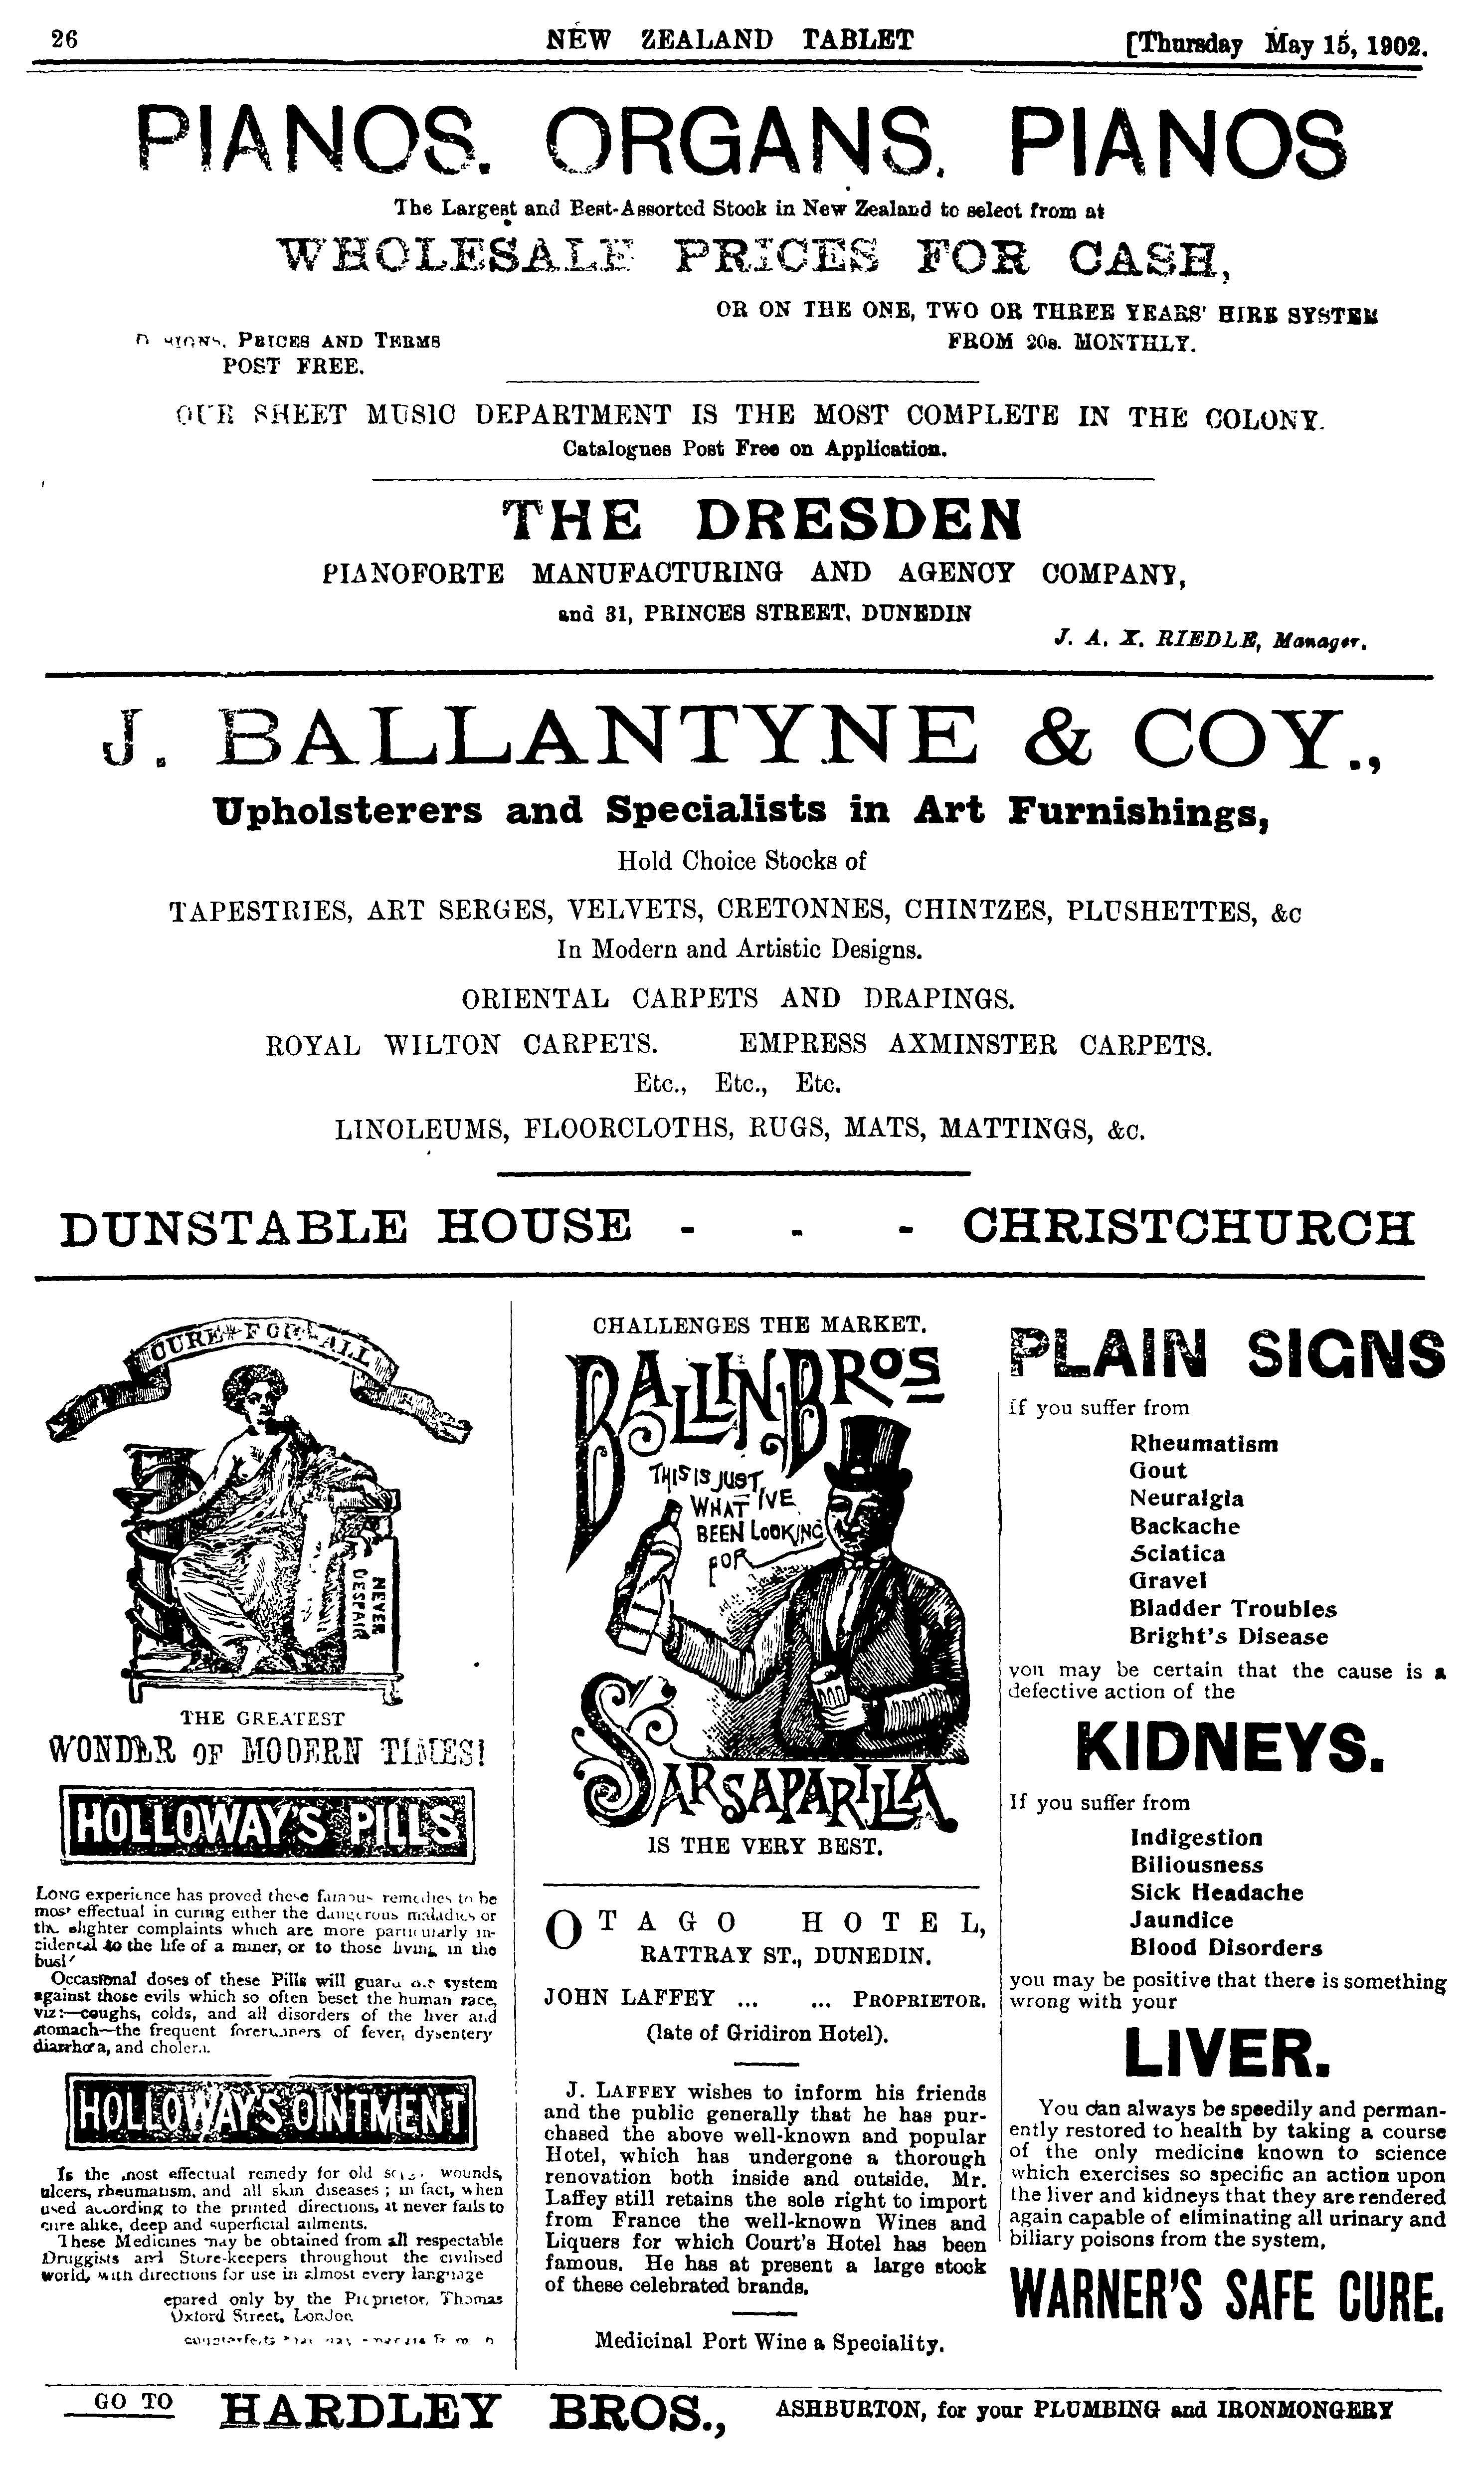 26 NEW ZEALAND TABLET [Thursday May 15, 1902.
PIANOS. ORGANS. PIANOS
The Largest and Best-Assorted Stock in New Zealand to select from at
WHOLESALE PRICES FOR CASH,
OR ON THE ONE, TWO OR THREE YEARS' HIRE SYSTEM
FROM 20s. MONTHLY.
PRICES AND TERMS
POST FREE.
OUR SHEET MUSIC DEPARTMENT IS THE MOST COMPLETE IN THE COLONY.
Catalogues Post Free on Application.
THE DRESDEN
PIANOFORTE MANUFACTURING AND AGENCY COMPANY,
and 31, PRINCES STREET, DUNEDIN
J. A. X. RIEDLE, Manager.
J. BALLANTYNE & COY.,
Upholsterers and Specialists in Art Furnishings,
Hold Choice Stocks of
TAPESTRIES, ART SERGES, VELVETS, CRETONNES, CHINTZES, PLUSHETTES, &c
In Modern and Artistic Designs.
ORIENTAL CARPETS AND DRAPINGS.
ROYAL WILTON CARPETS. EMPRESS AXMINSTER CARPETS.
Etc., Etc., Etc.
LINOLEUMS, FLOORCLOTHS, RUGS, MATS, MATTINGS, &c.
DUNSTABLE HOUSE - - - CHRISTCHURCH
CURE FOR ALL
NEVER
DESPAIR
THE GREATEST
WONDER OF MODERN TIMES!
HOLLOWAY'S PILLS
LONG experience has proved these famous remedies to be
most effectual in curing either the dangerous maladies or
the slighter complaints which are more particularly in-
cidental to the life of a miner, or to those living in the
bush
Occasional doses of these Pills will guard the system
against those evils which so often beset the human race,
viz:—coughs, colds, and all disorders of the liver and
stomach—the frequent forerunners of fever, dysentery
diarrhœa, and cholera.
HOLLOWAY'S OINTMENT
Is the most effectual remedy for old sores, wounds,
ulcers, rheumatism, and all skin diseases; in fact, when
used according to the printed directions, it never fails to
cure alike, deep and superficial ailments.
These Medicines may be obtained from all respectable
Druggists and Store-keepers throughout the civilised
world, with directions for use in almost every language
epared only by the Proprietor, Thomas
Oxford Street, London
counterfeits that may emanate from
CHALLENGES THE MARKET.
BALLIN BROS
THIS IS JUST
WHAT I'VE
BEEN LOOKING
FOR
SARSAPARILLA
IS THE VERY BEST.
OTAGO HOTEL,
RATTRAY ST., DUNEDIN.
JOHN LAFFEY ... ... PROPRIETOR.
(late of Gridiron Hotel).
J. LAFFEY wishes to inform his friends
and the public generally that he has pur-
chased the above well-known and popular
Hotel, which has undergone a thorough
renovation both inside and outside. Mr.
Laffey still retains the sole right to import
from France the well-known Wines and
Liquers for which Court's Hotel has been
famous. He has at present a large stock
of these celebrated brands.
Medicinal Port Wine a Speciality.
PLAIN SIGNS
If you suffer from
Rheumatism
Gout
Neuralgia
Backache
Sciatica
Gravel
Bladder Troubles
Bright's Disease
you may be certain that the cause is a
defective action of the
KIDNEYS.
If you suffer from
Indigestion
Biliousness
Sick Headache
Jaundice
Blood Disorders
you may be positive that there is something
wrong with your
LIVER.
You can always be speedily and perman-
ently restored to health by taking a course
of the only medicine known to science
which exercises so specific an action upon
the liver and kidneys that they are rendered
again capable of eliminating all urinary and
biliary poisons from the system,
WARNER'S SAFE CURE.
GO TO HARDLEY BROS., ASHBURTON, for your PLUMBING and IRONMONGERY